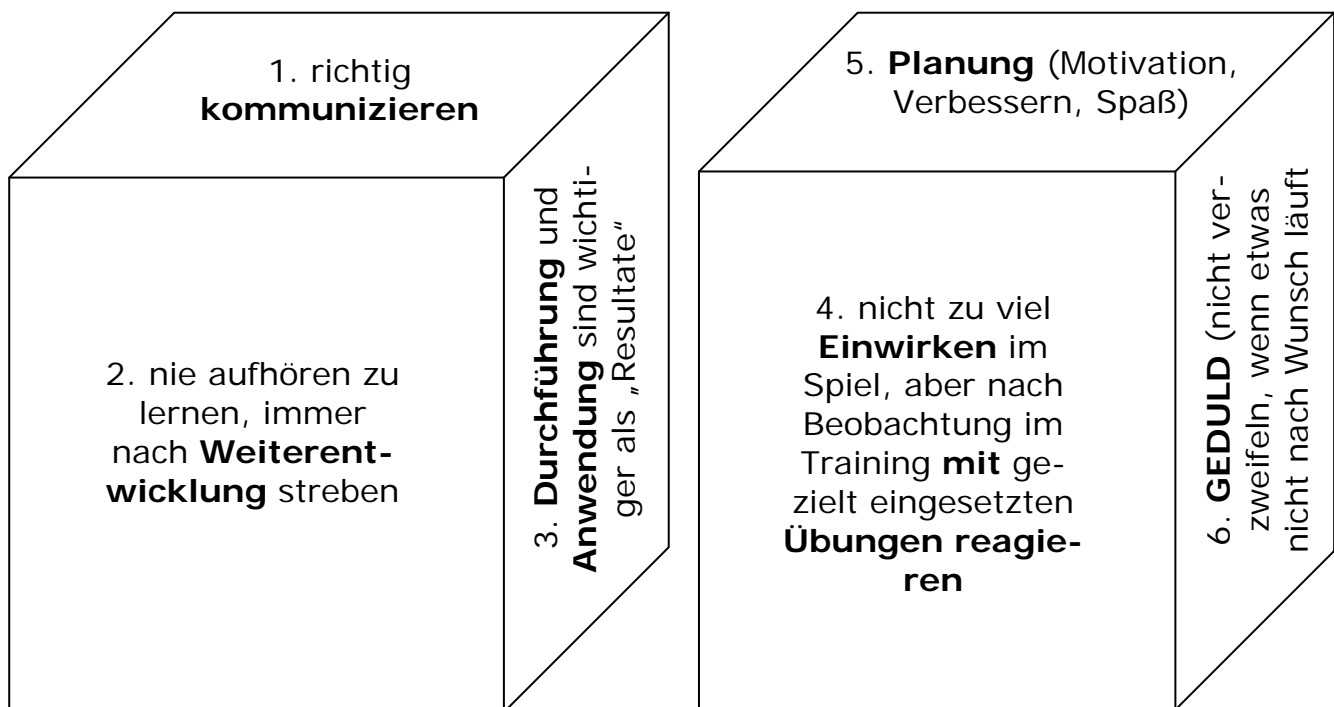 1. richtig
kommunizieren
2. nie aufhören zu
lernen, immer
nach Weiterent-
wicklung streben
3. Durchführung und
Anwendung sind wichti-
ger als „Resultate“
5. Planung (Motivation,
Verbessern, Spaß)
4. nicht zu viel
Einwirken im
Spiel, aber nach
Beobachtung im
Training mit ge-
zielt eingesetzten
Übungen reagie-
ren
6. GEDULD (nicht ver-
zweifeln, wenn etwas
nicht nach Wunsch läuft